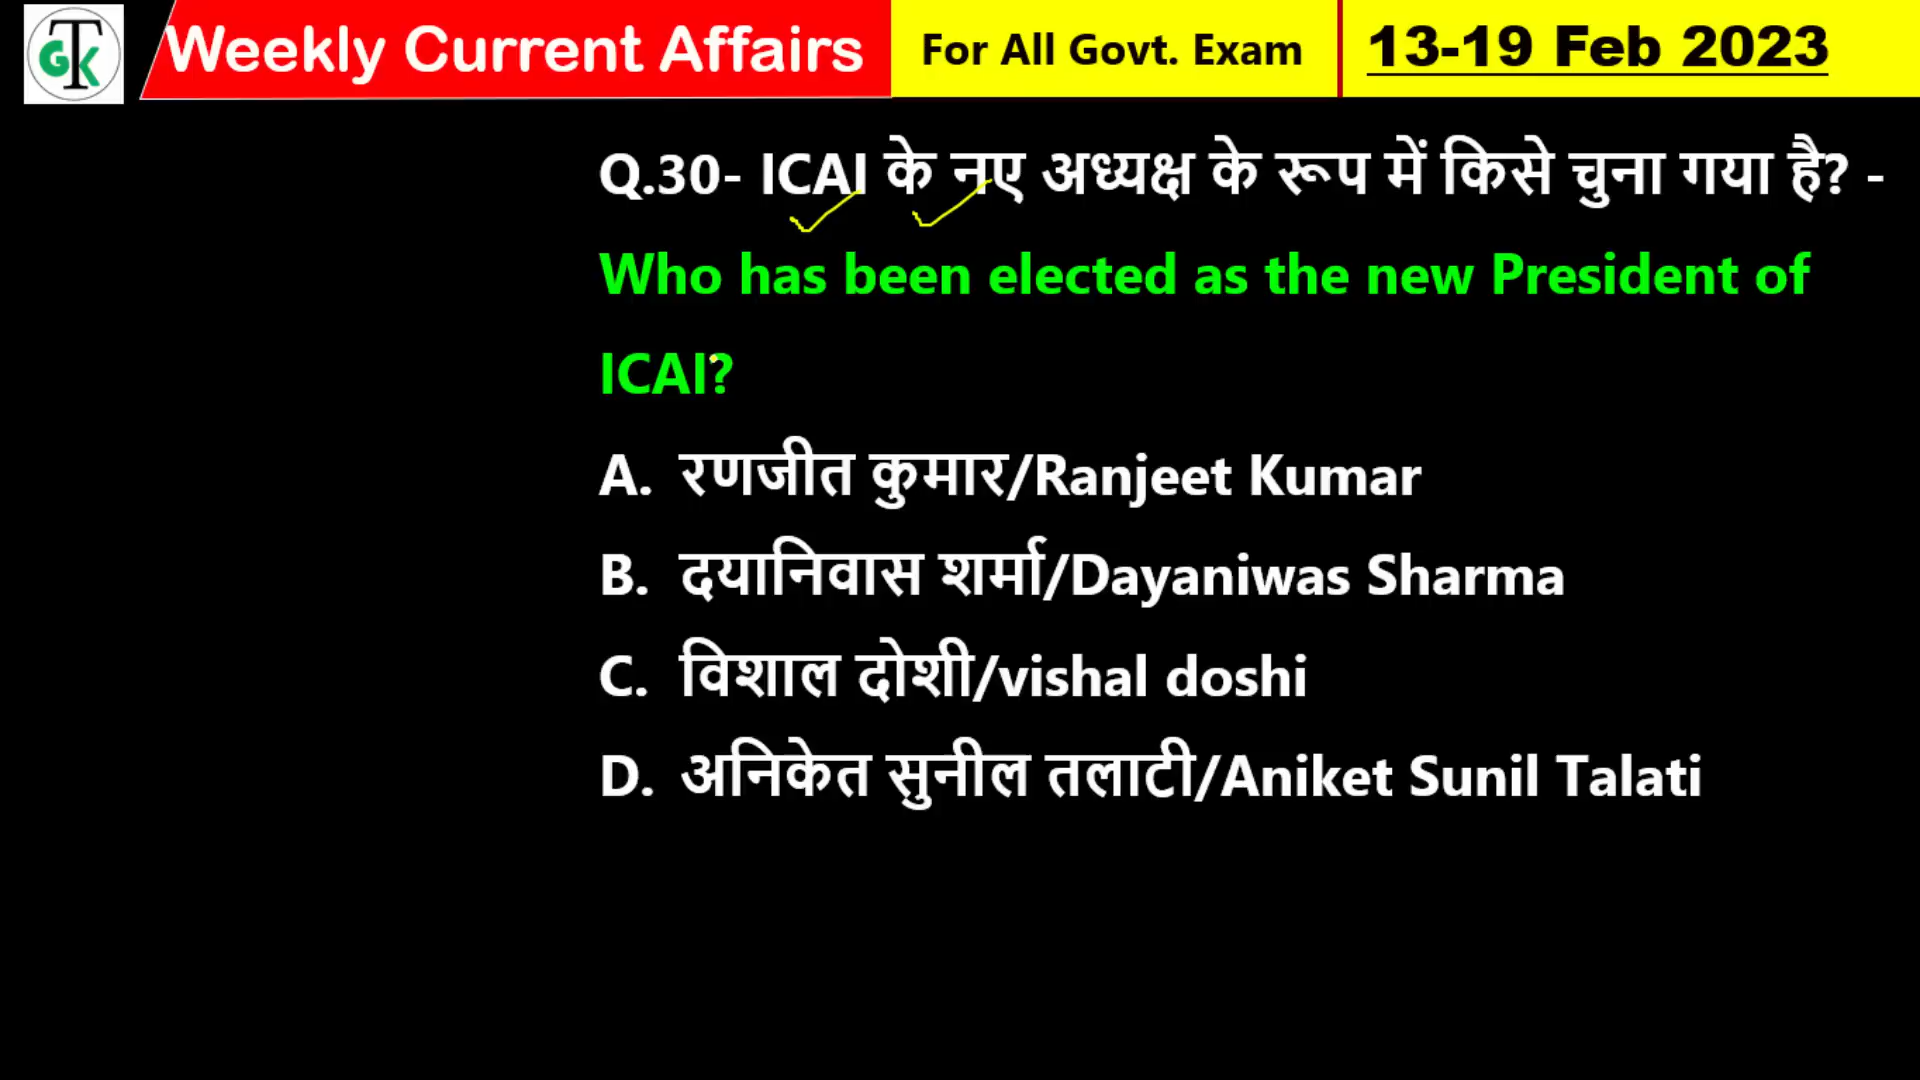 GTK
Weekly Current Affairs
For All Govt. Exam
13-19 Feb 2023
Q.30- ICAI के नए अध्यक्ष के रूप में किसे चुना गया है? -
Who has been elected as the new President of
ICAI?
A. रणजीत कुमार/Ranjeet Kumar
B. दयानिवास शर्मा/Dayaniwas Sharma
C. विशाल दोशी/vishal doshi
D. अनिकेत सुनील तलाटी/Aniket Sunil Talati